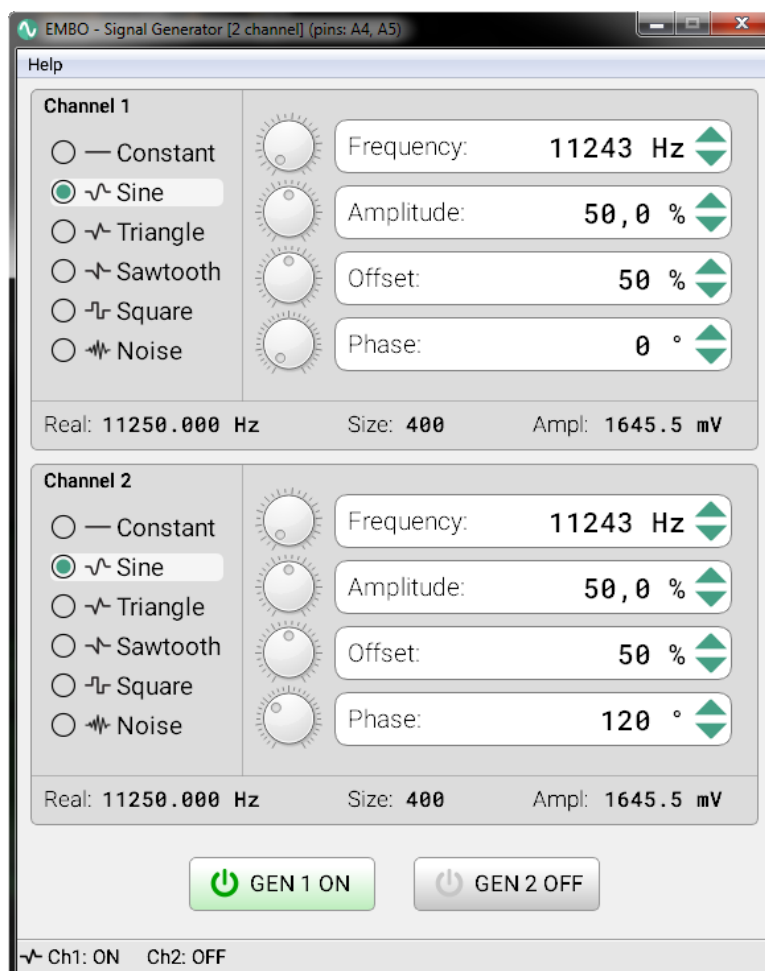 EMBO - Signal Generator [2 channel] (pins: A4, A5)
Help
Channel 1
Constant
Sine
Triangle
Sawtooth
Square
Noise
Frequency: 11243 Hz
Amplitude: 50,0 %
Offset: 50 %
Phase: 0 °
Real: 11250.000 Hz Size: 400 Ampl: 1645.5 mV
Channel 2
Constant
Sine
Triangle
Sawtooth
Square
Noise
Frequency: 11243 Hz
Amplitude: 50,0 %
Offset: 50 %
Phase: 120 °
Real: 11250.000 Hz Size: 400 Ampl: 1645.5 mV
GEN 1 ON GEN 2 OFF
Ch1: ON Ch2: OFF